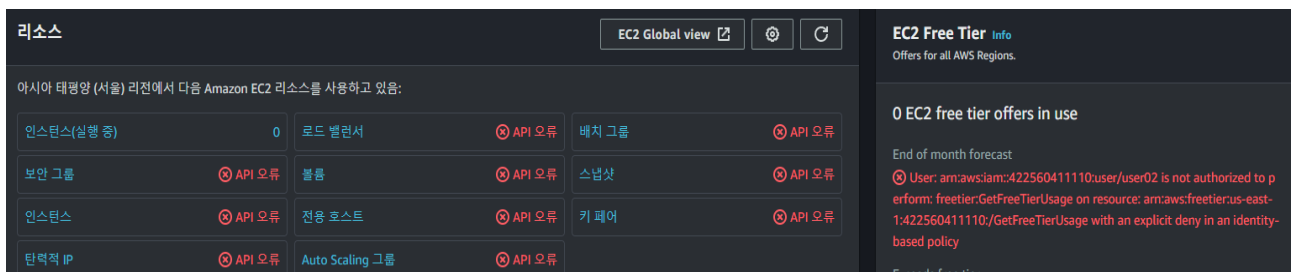 리소스
EC2 Global view
아시아 태평양 (서울) 리전에서 다음 Amazon EC2 리소스를 사용하고 있음:
인스턴스(실행 중) 0 로드 밸런서 API 오류 배치 그룹 API 오류
보안 그룹 API 오류 볼륨 API 오류 스냅샷 API 오류
인스턴스 API 오류 전용 호스트 API 오류 키 페어 API 오류
탄력적 IP API 오류 Auto Scaling 그룹 API 오류
EC2 Free Tier Info
Offers for all AWS Regions.
0 EC2 free tier offers in use
End of month forecast
User: arn:aws:iam::422560411110:user/user02 is not authorized to p
erform: freetier:GetFreeTierUsage on resource: arn:aws:freetier:us-east-
1:422560411110:/GetFreeTierUsage with an explicit deny in an identity-
based policy